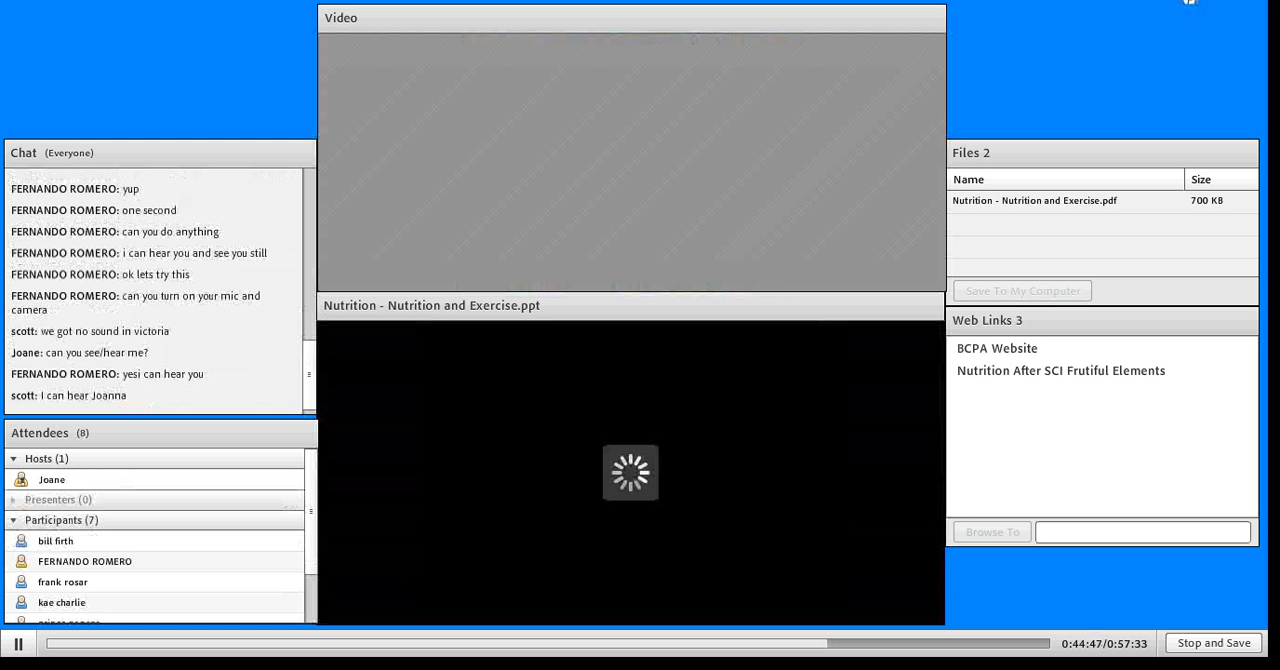 Video
Chat (Everyone)
FERNANDO ROMERO: yup
FERNANDO ROMERO: one second
FERNANDO ROMERO: can you do anything
FERNANDO ROMERO: i can hear you and see you still
FERNANDO ROMERO: ok lets try this
FERNANDO ROMERO: can you turn on your mic and
camera
scott: we got no sound in victoria
Joane: can you see/hear me?
FERNANDO ROMERO: yesi can hear you
scott: I can hear Joanna
Attendees (8)
Hosts (1)
Joane
Presenters (0)
Participants (7)
bill firth
FERNANDO ROMERO
frank rosar
kae charlie
Nutrition - Nutrition and Exercise.ppt
Files 2
Name Size
Nutrition - Nutrition and Exercise.pdf 700 KB
Save To My Computer
Web Links 3
BCPA Website
Nutrition After SCI Frutiful Elements
Browse To
0:44:47/0:57:33
Stop and Save